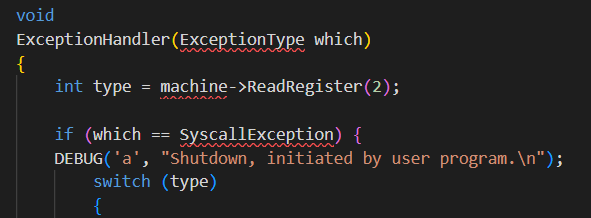 void
ExceptionHandler(ExceptionType which)
{
    int type = machine->ReadRegister(2);

    if (which == SyscallException) {
    DEBUG('a', "Shutdown, initiated by user program.\n");
        switch (type)
        {